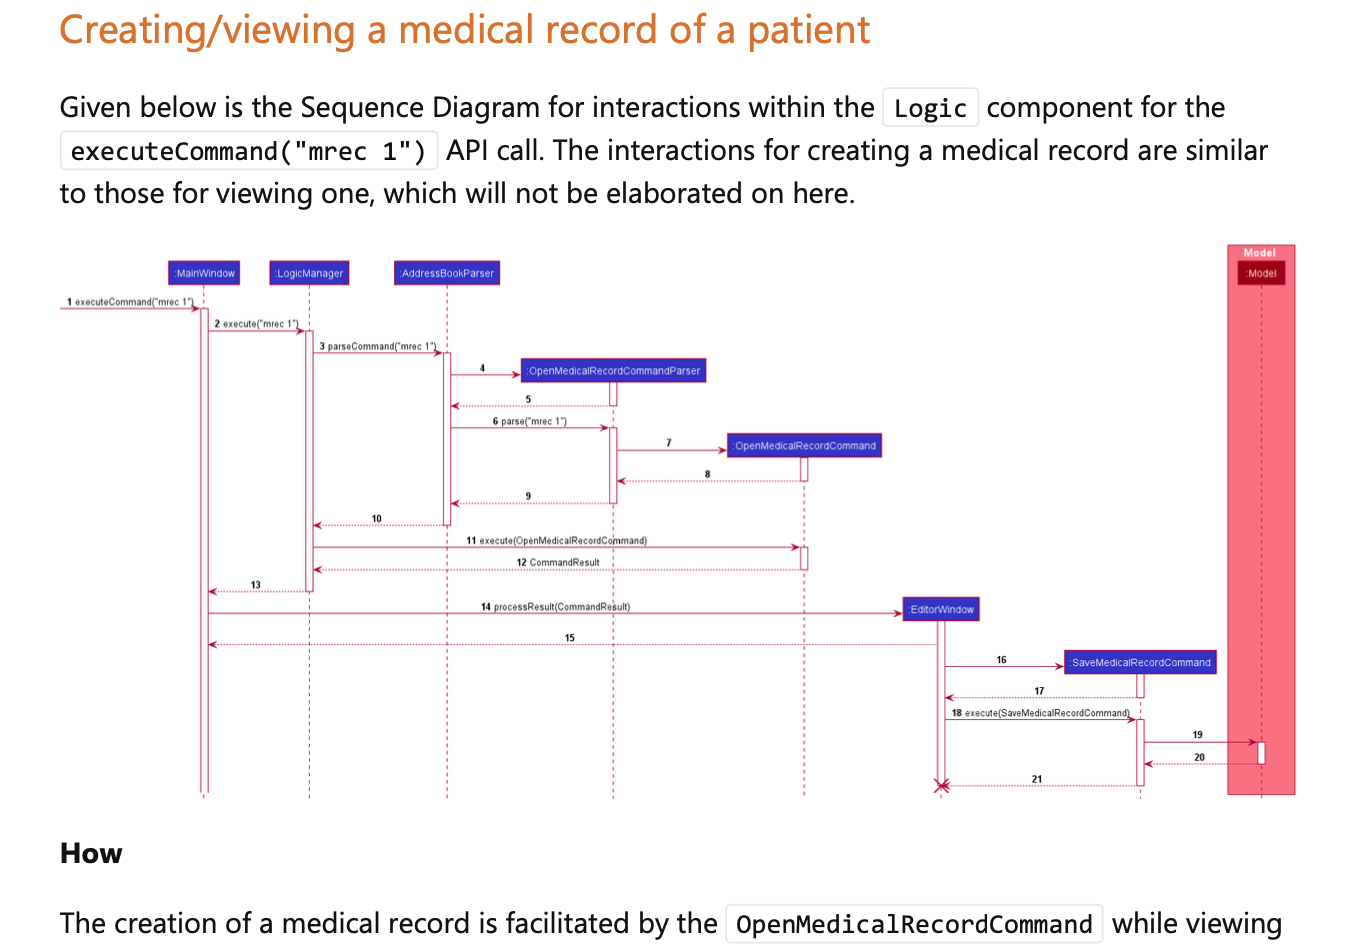 Creating/viewing a medical record of a patient
Given below is the Sequence Diagram for interactions within the Logic component for the
executeCommand("mrec 1") API call. The interactions for creating a medical record are similar
to those for viewing one, which will not be elaborated on here.
Model
:MainWindow :LogicManager :AddressBookParser :Model
1 executeCommand("mrec 1")
2 execute("mrec 1")
3 parseCommand("mrec 1")
4 :OpenMedicalRecordCommandParser
5
6 parse("mrec 1")
7 :OpenMedicalRecordCommand
8
9
10
11 execute(OpenMedicalRecordCommand)
12 CommandResult
13
14 processResult(CommandResult) :EditorWindow
15
16 :SaveMedicalRecordCommand
17
18 execute(SaveMedicalRecordCommand)
19
20
21
How
The creation of a medical record is facilitated by the OpenMedicalRecordCommand while viewing